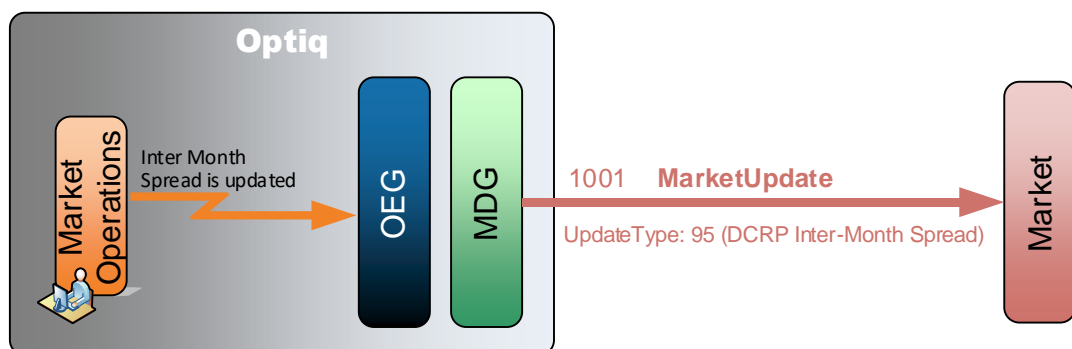 Optiq
Market
Operations
Inter Month
Spread is updated
OEG
MDG
1001 MarketUpdate
UpdateType: 95 (DCRP Inter-Month Spread)
Market